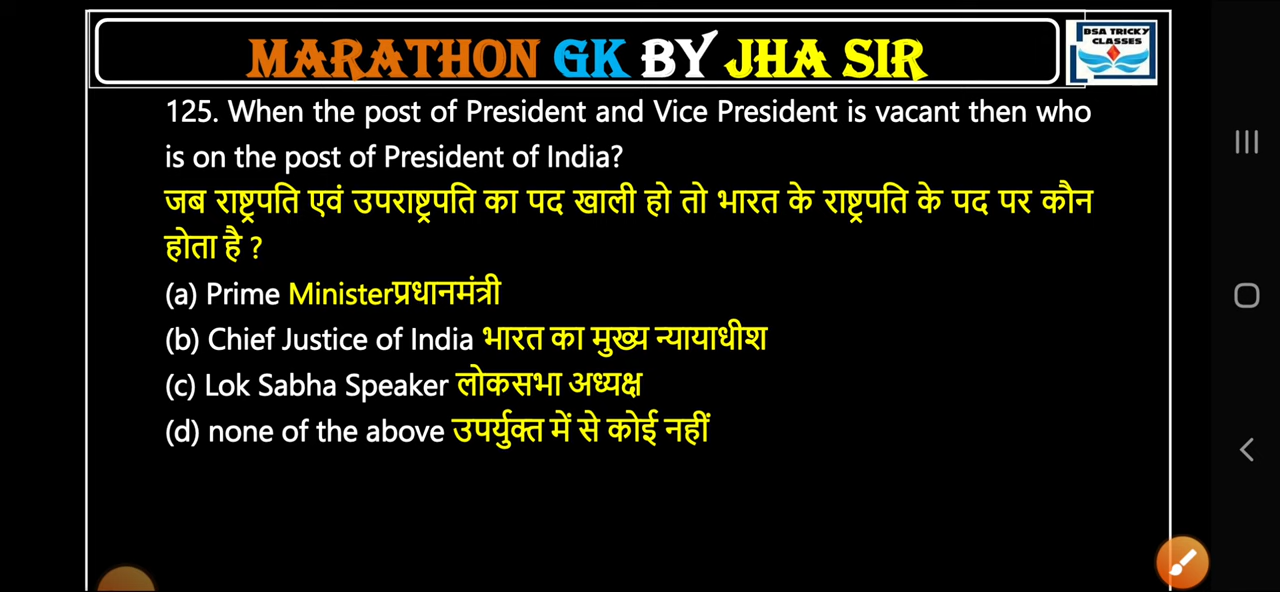 MARATHON GK BY JHA SIR
DSA TRICKY
CLASSES
125. When the post of President and Vice President is vacant then who
is on the post of President of India?
जब राष्ट्रपति एवं उपराष्ट्रपति का पद खाली हो तो भारत के राष्ट्रपति के पद पर कौन
होता है ?
(a) Prime Ministerप्रधानमंत्री
(b) Chief Justice of India भारत का मुख्य न्यायाधीश
(c) Lok Sabha Speaker लोकसभा अध्यक्ष
(d) none of the above उपर्युक्त में से कोई नहीं